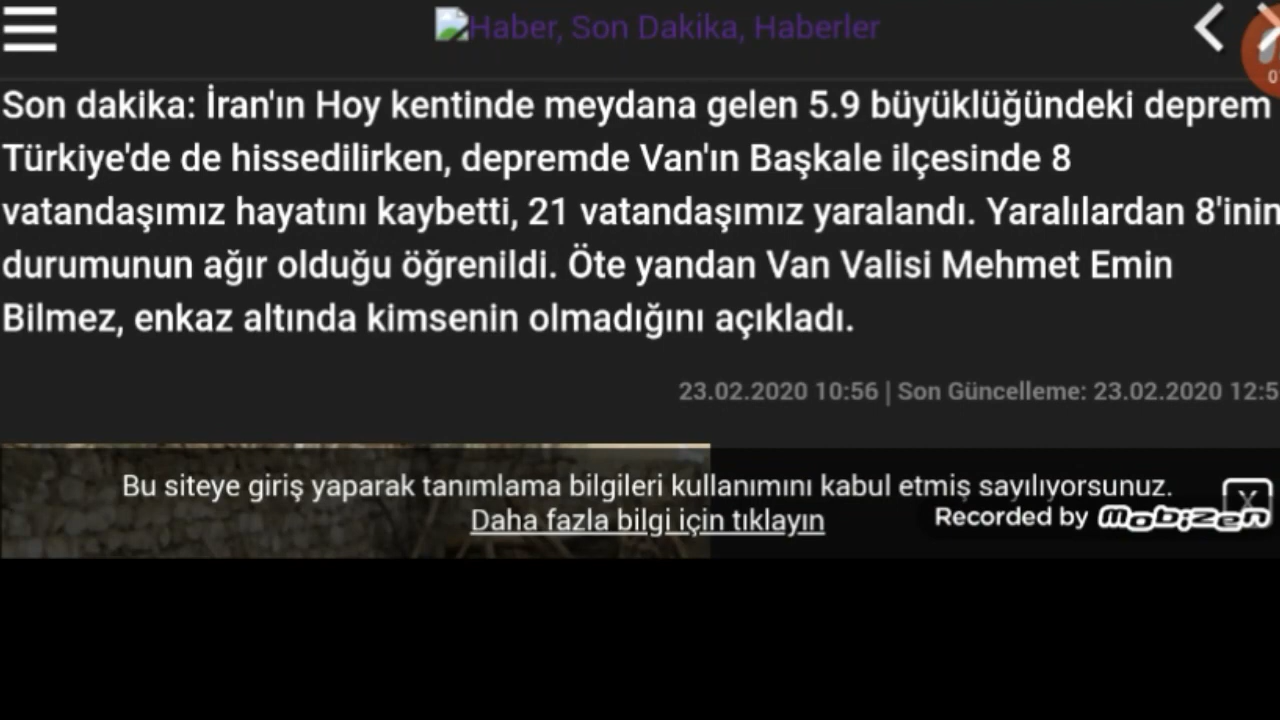 Haber, Son Dakika, Haberler
0
Son dakika: İran'ın Hoy kentinde meydana gelen 5.9 büyüklüğündeki deprem
Türkiye'de de hissedilirken, depremde Van'ın Başkale ilçesinde 8
vatandaşımız hayatını kaybetti, 21 vatandaşımız yaralandı. Yaralılardan 8'inin
durumunun ağır olduğu öğrenildi. Öte yandan Van Valisi Mehmet Emin
Bilmez, enkaz altında kimsenin olmadığını açıkladı.
23.02.2020 10:56 | Son Güncelleme: 23.02.2020 12:5
Bu siteye giriş yaparak tanımlama bilgileri kullanımını kabul etmiş sayılıyorsunuz.
Daha fazla bilgi için tıklayın
X
Recorded by Mobizen